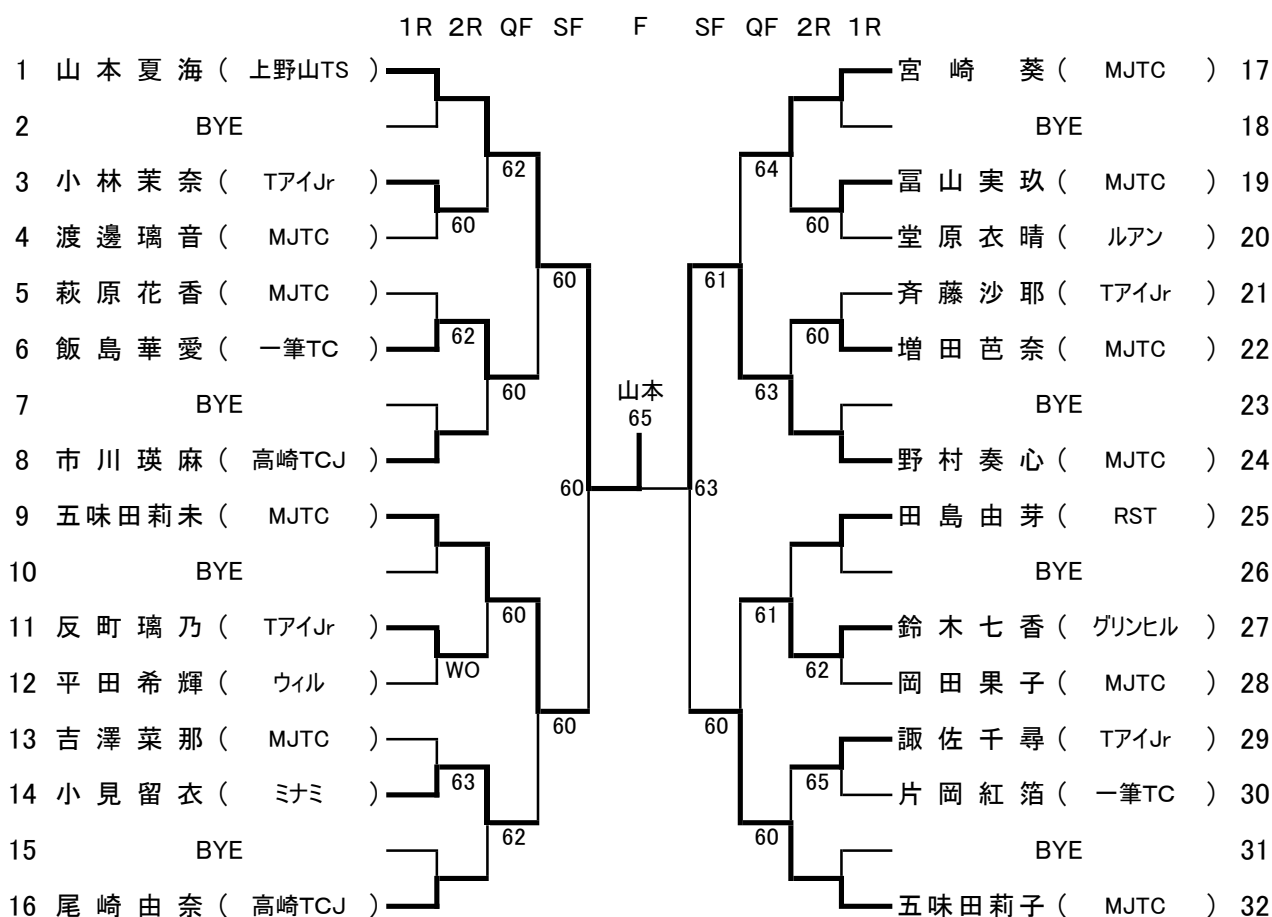 1R 2R QF SF F SF QF 2R 1R
1 山本夏海 ( 上野山TS )
2 BYE
62
3 小林茉奈 ( TアイJr )
60
4 渡邊璃音 ( MJTC )
60
5 萩原花香 ( MJTC )
62
6 飯島華愛 ( 一筆TC )
60
7 BYE
8 市川瑛麻 ( 高崎TCJ )
60
9 五味田莉未 ( MJTC )
10 BYE
60
11 反町璃乃 ( TアイJr )
WO
12 平田希輝 ( ウィル )
60
13 吉澤菜那 ( MJTC )
63
14 小見留衣 ( ミナミ )
62
15 BYE
16 尾崎由奈 ( 高崎TCJ )
山本
65
宮崎葵 ( MJTC ) 17
BYE 18
64
冨山実玖 ( MJTC ) 19
60
堂原衣晴 ( ルアン ) 20
61
斉藤沙耶 ( TアイJr ) 21
60
増田芭奈 ( MJTC ) 22
63
BYE 23
野村奏心 ( MJTC ) 24
63
田島由芽 ( RST ) 25
BYE 26
61
鈴木七香 ( グリンヒル ) 27
62
岡田果子 ( MJTC ) 28
60
諏佐千尋 ( TアイJr ) 29
65
片岡紅箔 ( 一筆TC ) 30
60
BYE 31
五味田莉子 ( MJTC ) 32